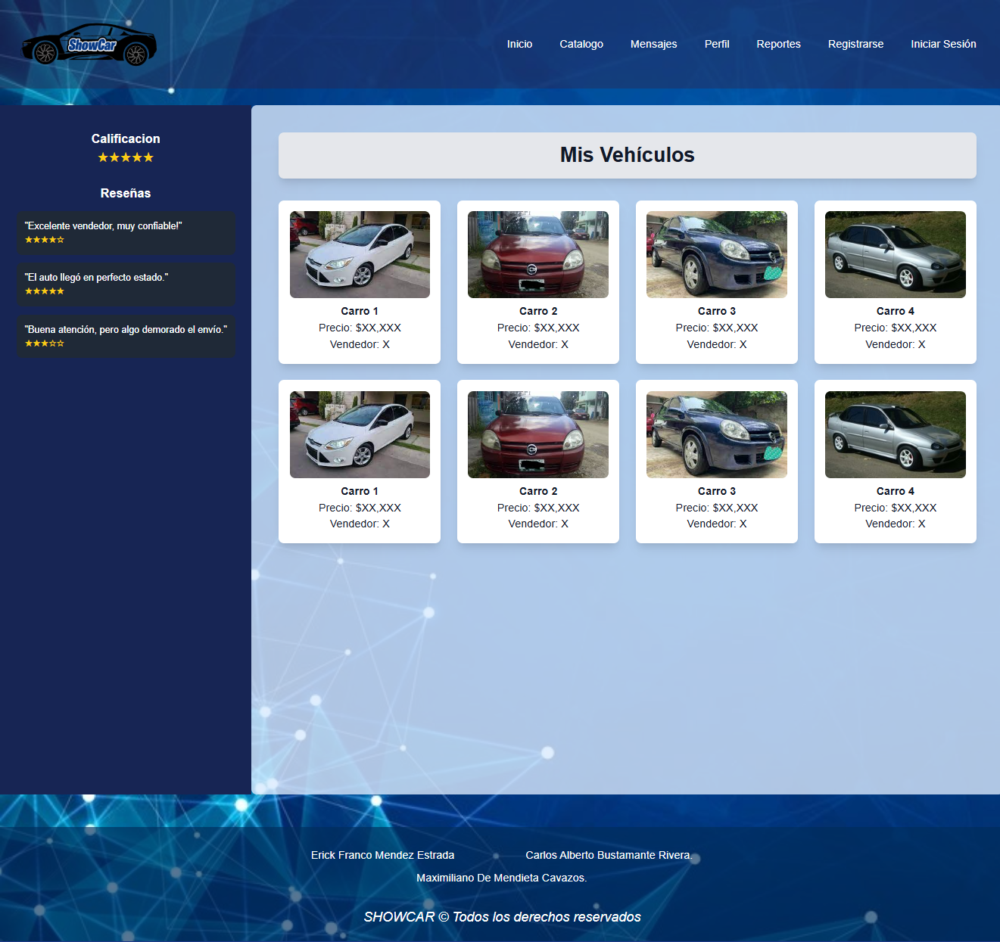 ShowCar
Inicio Catalogo Mensajes Perfil Reportes Registrarse Iniciar Sesión
Calificacion
★★★★★
Reseñas
"Excelente vendedor, muy confiable!"
★★★★☆
"El auto llegó en perfecto estado."
★★★★★
"Buena atención, pero algo demorado el envío."
★★★☆☆
Mis Vehículos
Carro 1
Precio: $XX,XXX
Vendedor: X
Carro 2
Precio: $XX,XXX
Vendedor: X
Carro 3
Precio: $XX,XXX
Vendedor: X
Carro 4
Precio: $XX,XXX
Vendedor: X
Carro 1
Precio: $XX,XXX
Vendedor: X
Carro 2
Precio: $XX,XXX
Vendedor: X
Carro 3
Precio: $XX,XXX
Vendedor: X
Carro 4
Precio: $XX,XXX
Vendedor: X
Erick Franco Mendez Estrada Carlos Alberto Bustamante Rivera.
Maximiliano De Mendieta Cavazos.
SHOWCAR © Todos los derechos reservados